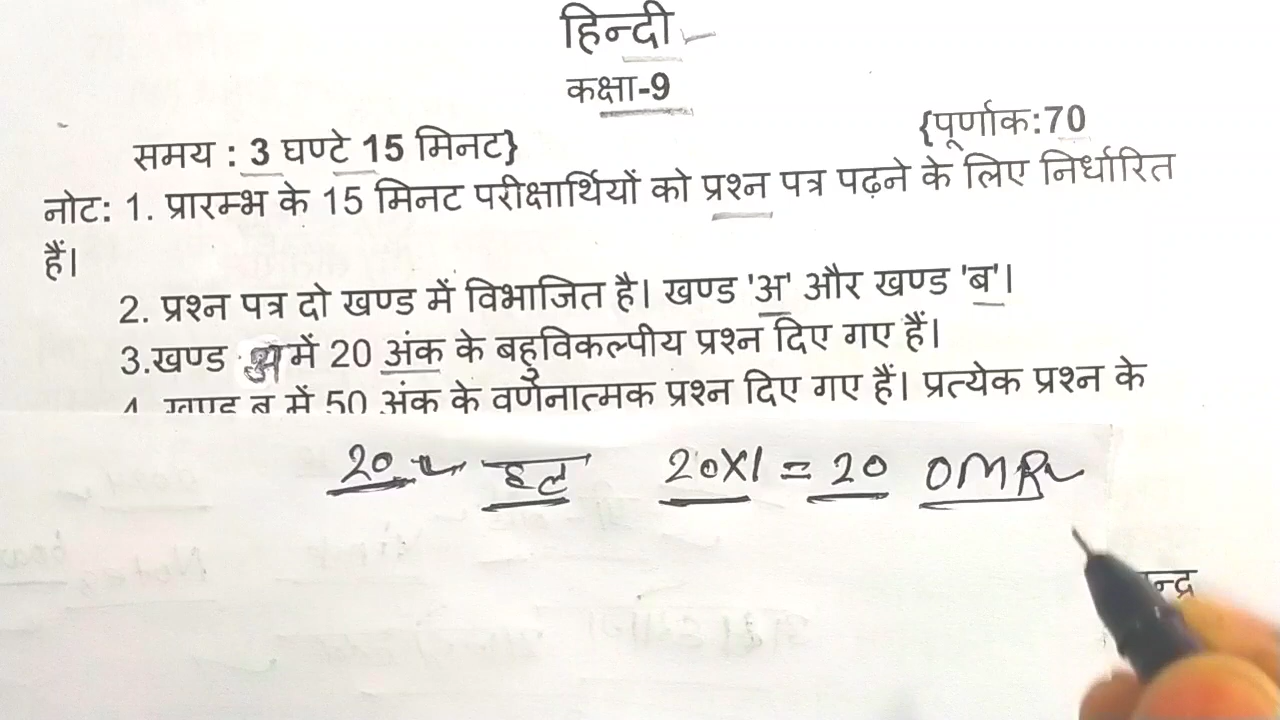 हिन्दी
कक्षा-9
समय : 3 घण्टे 15 मिनट} {पूर्णाक:70
नोट: 1. प्रारम्भ के 15 मिनट परीक्षार्थियों को प्रश्न पत्र पढ़ने के लिए निर्धारित
हैं।
2. प्रश्न पत्र दो खण्ड में विभाजित है। खण्ड 'अ' और खण्ड 'ब'।
3.खण्ड अ में 20 अंक के बहुविकल्पीय प्रश्न दिए गए हैं।
4. खण्ड ब में 50 अंक के वर्णनात्मक प्रश्न दिए गए हैं। प्रत्येक प्रश्न के
20 20X1 = 20 OMR